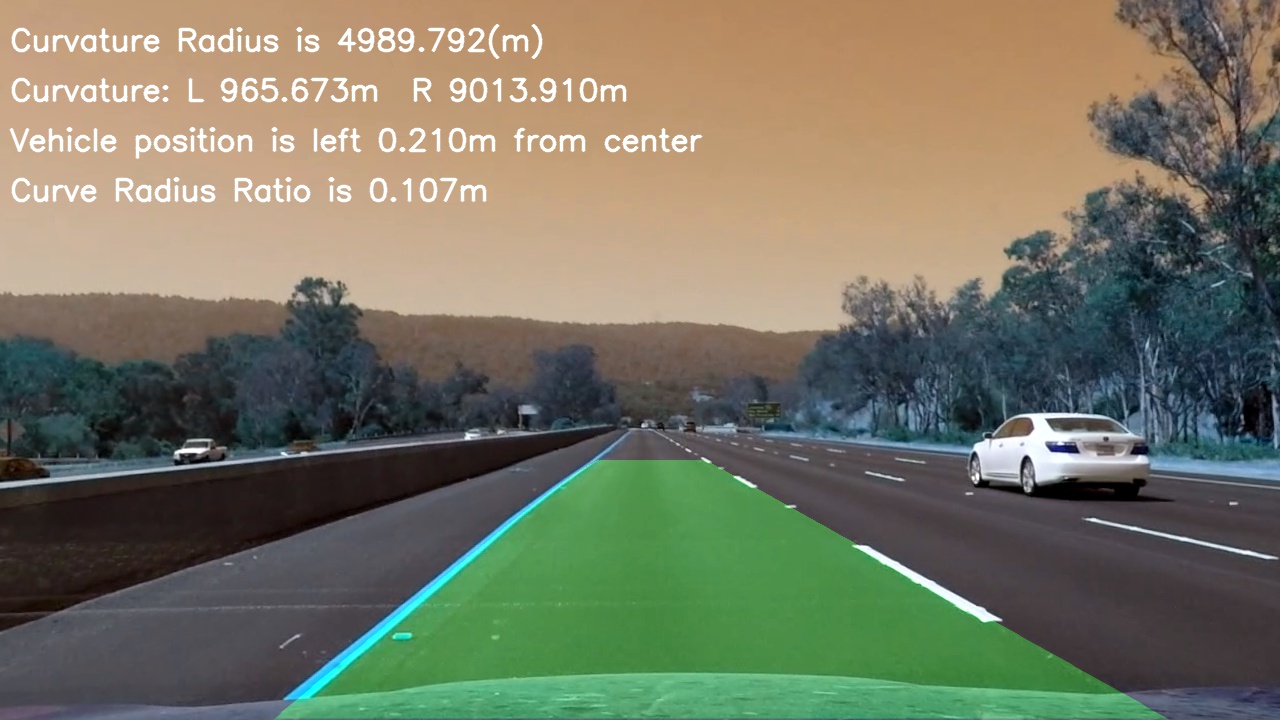 Curvature Radius is 4989.792(m)
Curvature: L 965.673m R 9013.910m
Vehicle position is left 0.210m from center
Curve Radius Ratio is 0.107m